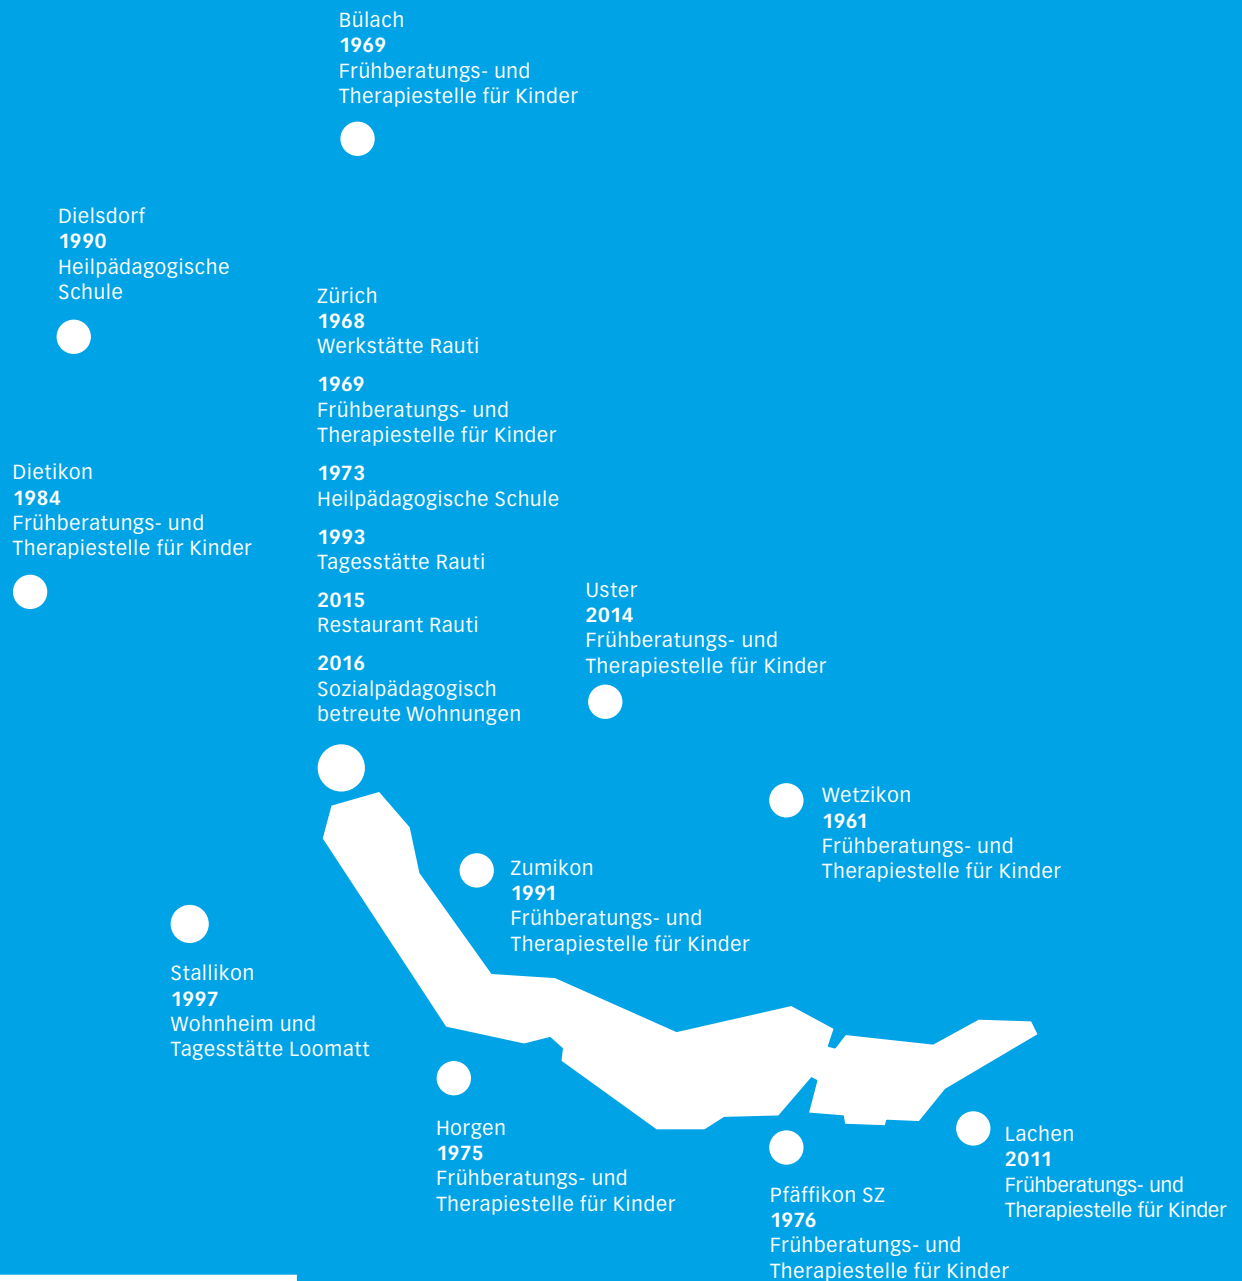 Bülach
1969
Frühberatungs- und
Therapiestelle für Kinder
Dielsdorf
1990
Heilpädagogische
Schule
Zürich
1968
Werkstätte Rauti
1969
Frühberatungs- und
Therapiestelle für Kinder
1973
Heilpädagogische Schule
1993
Tagesstätte Rauti
2015
Restaurant Rauti
2016
Sozialpädagogisch
betreute Wohnungen
Dietikon
1984
Frühberatungs- und
Therapiestelle für Kinder
Uster
2014
Frühberatungs- und
Therapiestelle für Kinder
Wetzikon
1961
Frühberatungs- und
Therapiestelle für Kinder
Zumikon
1991
Frühberatungs- und
Therapiestelle für Kinder
Stallikon
1997
Wohnheim und
Tagesstätte Loomatt
Horgen
1975
Frühberatungs- und
Therapiestelle für Kinder
Pfäffikon SZ
1976
Frühberatungs- und
Therapiestelle für Kinder
Lachen
2011
Frühberatungs- und
Therapiestelle für Kinder